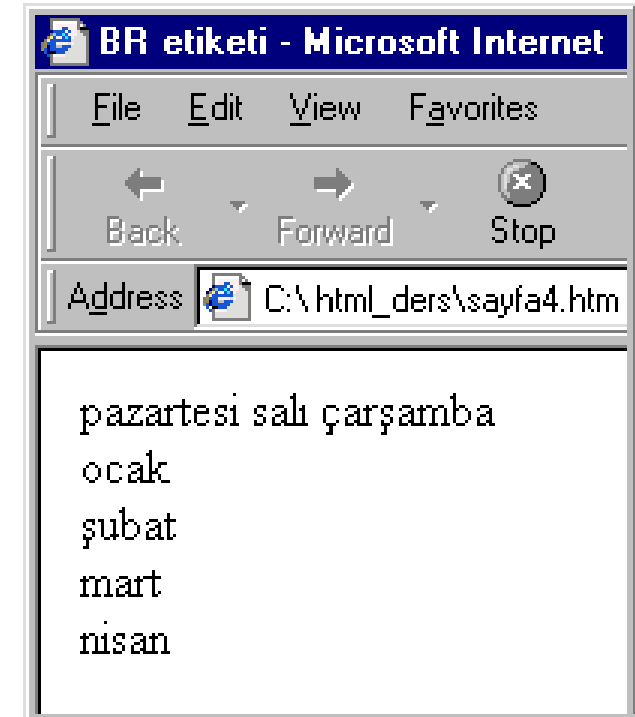 BR etiketi - Microsoft Internet
File Edit View Favorites
Back Forward Stop
Address C:\html_ders\sayfa4.htm
pazartesi salı çarşamba
ocak
şubat
mart
nisan